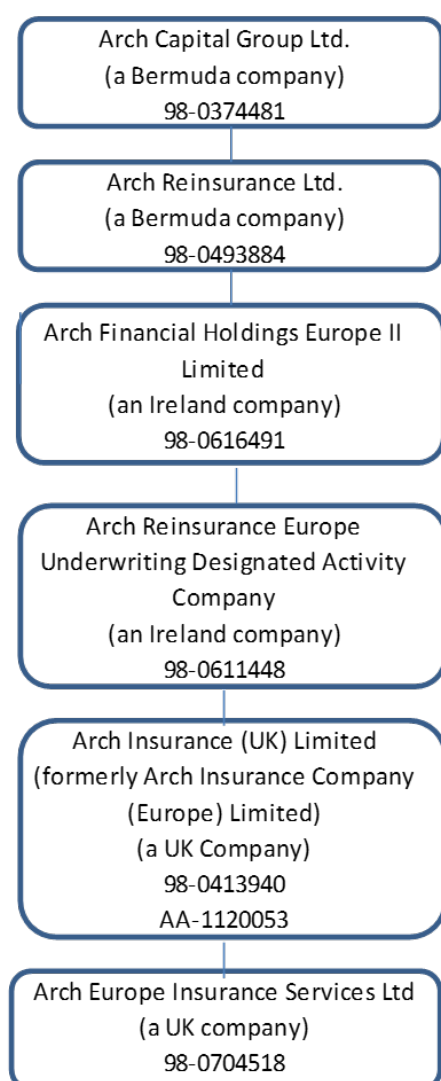 Arch Capital Group Ltd.
(a Bermuda company)
98-0374481
Arch Reinsurance Ltd.
(a Bermuda company)
98-0493884
Arch Financial Holdings Europe II
Limited
(an Ireland company)
98-0616491
Arch Reinsurance Europe
Underwriting Designated Activity
Company
(an Ireland company)
98-0611448
Arch Insurance (UK) Limited
(formerly Arch Insurance Company
(Europe) Limited)
(a UK Company)
98-0413940
AA-1120053
Arch Europe Insurance Services Ltd
(a UK company)
98-0704518